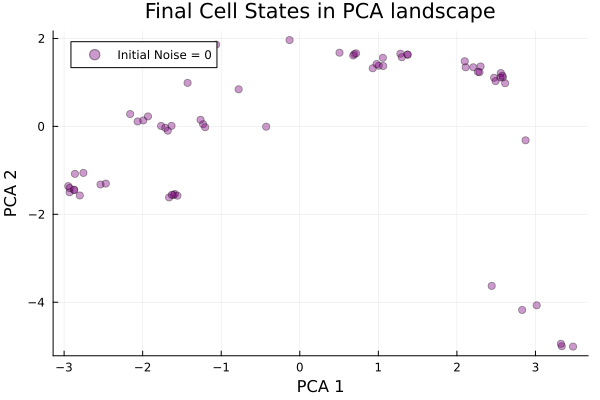 Final Cell States in PCA landscape
Initial Noise = 0
PCA 2
2
0
−2
−4
−3
−2
−1
0
1
2
3
PCA 1